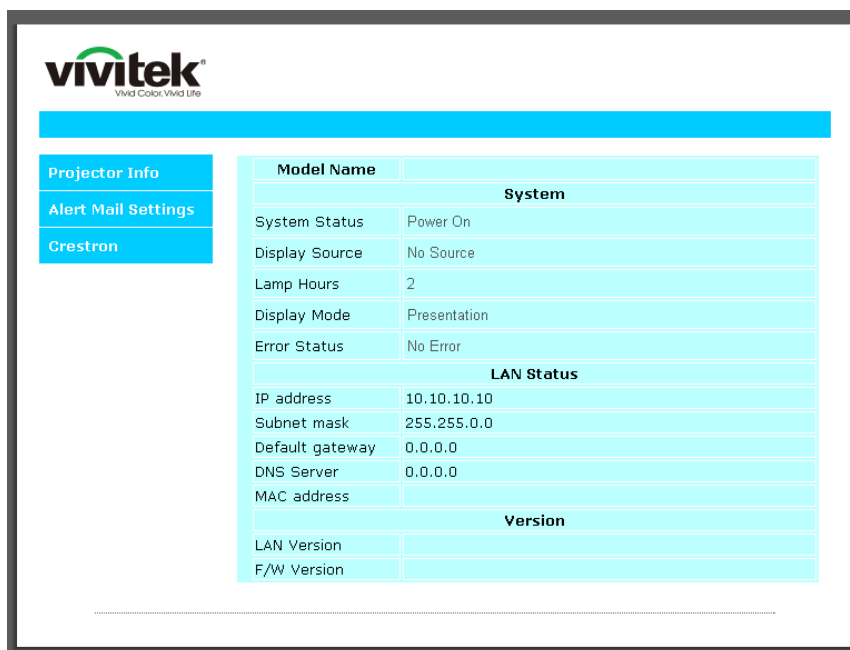 vivitek®
Vivid Color. Vivid Life
Projector Info
Alert Mail Settings
Crestron
Model Name
System
System Status Power On
Display Source No Source
Lamp Hours 2
Display Mode Presentation
Error Status No Error
LAN Status
IP address 10.10.10.10
Subnet mask 255.255.0.0
Default gateway 0.0.0.0
DNS Server 0.0.0.0
MAC address
Version
LAN Version
F/W Version